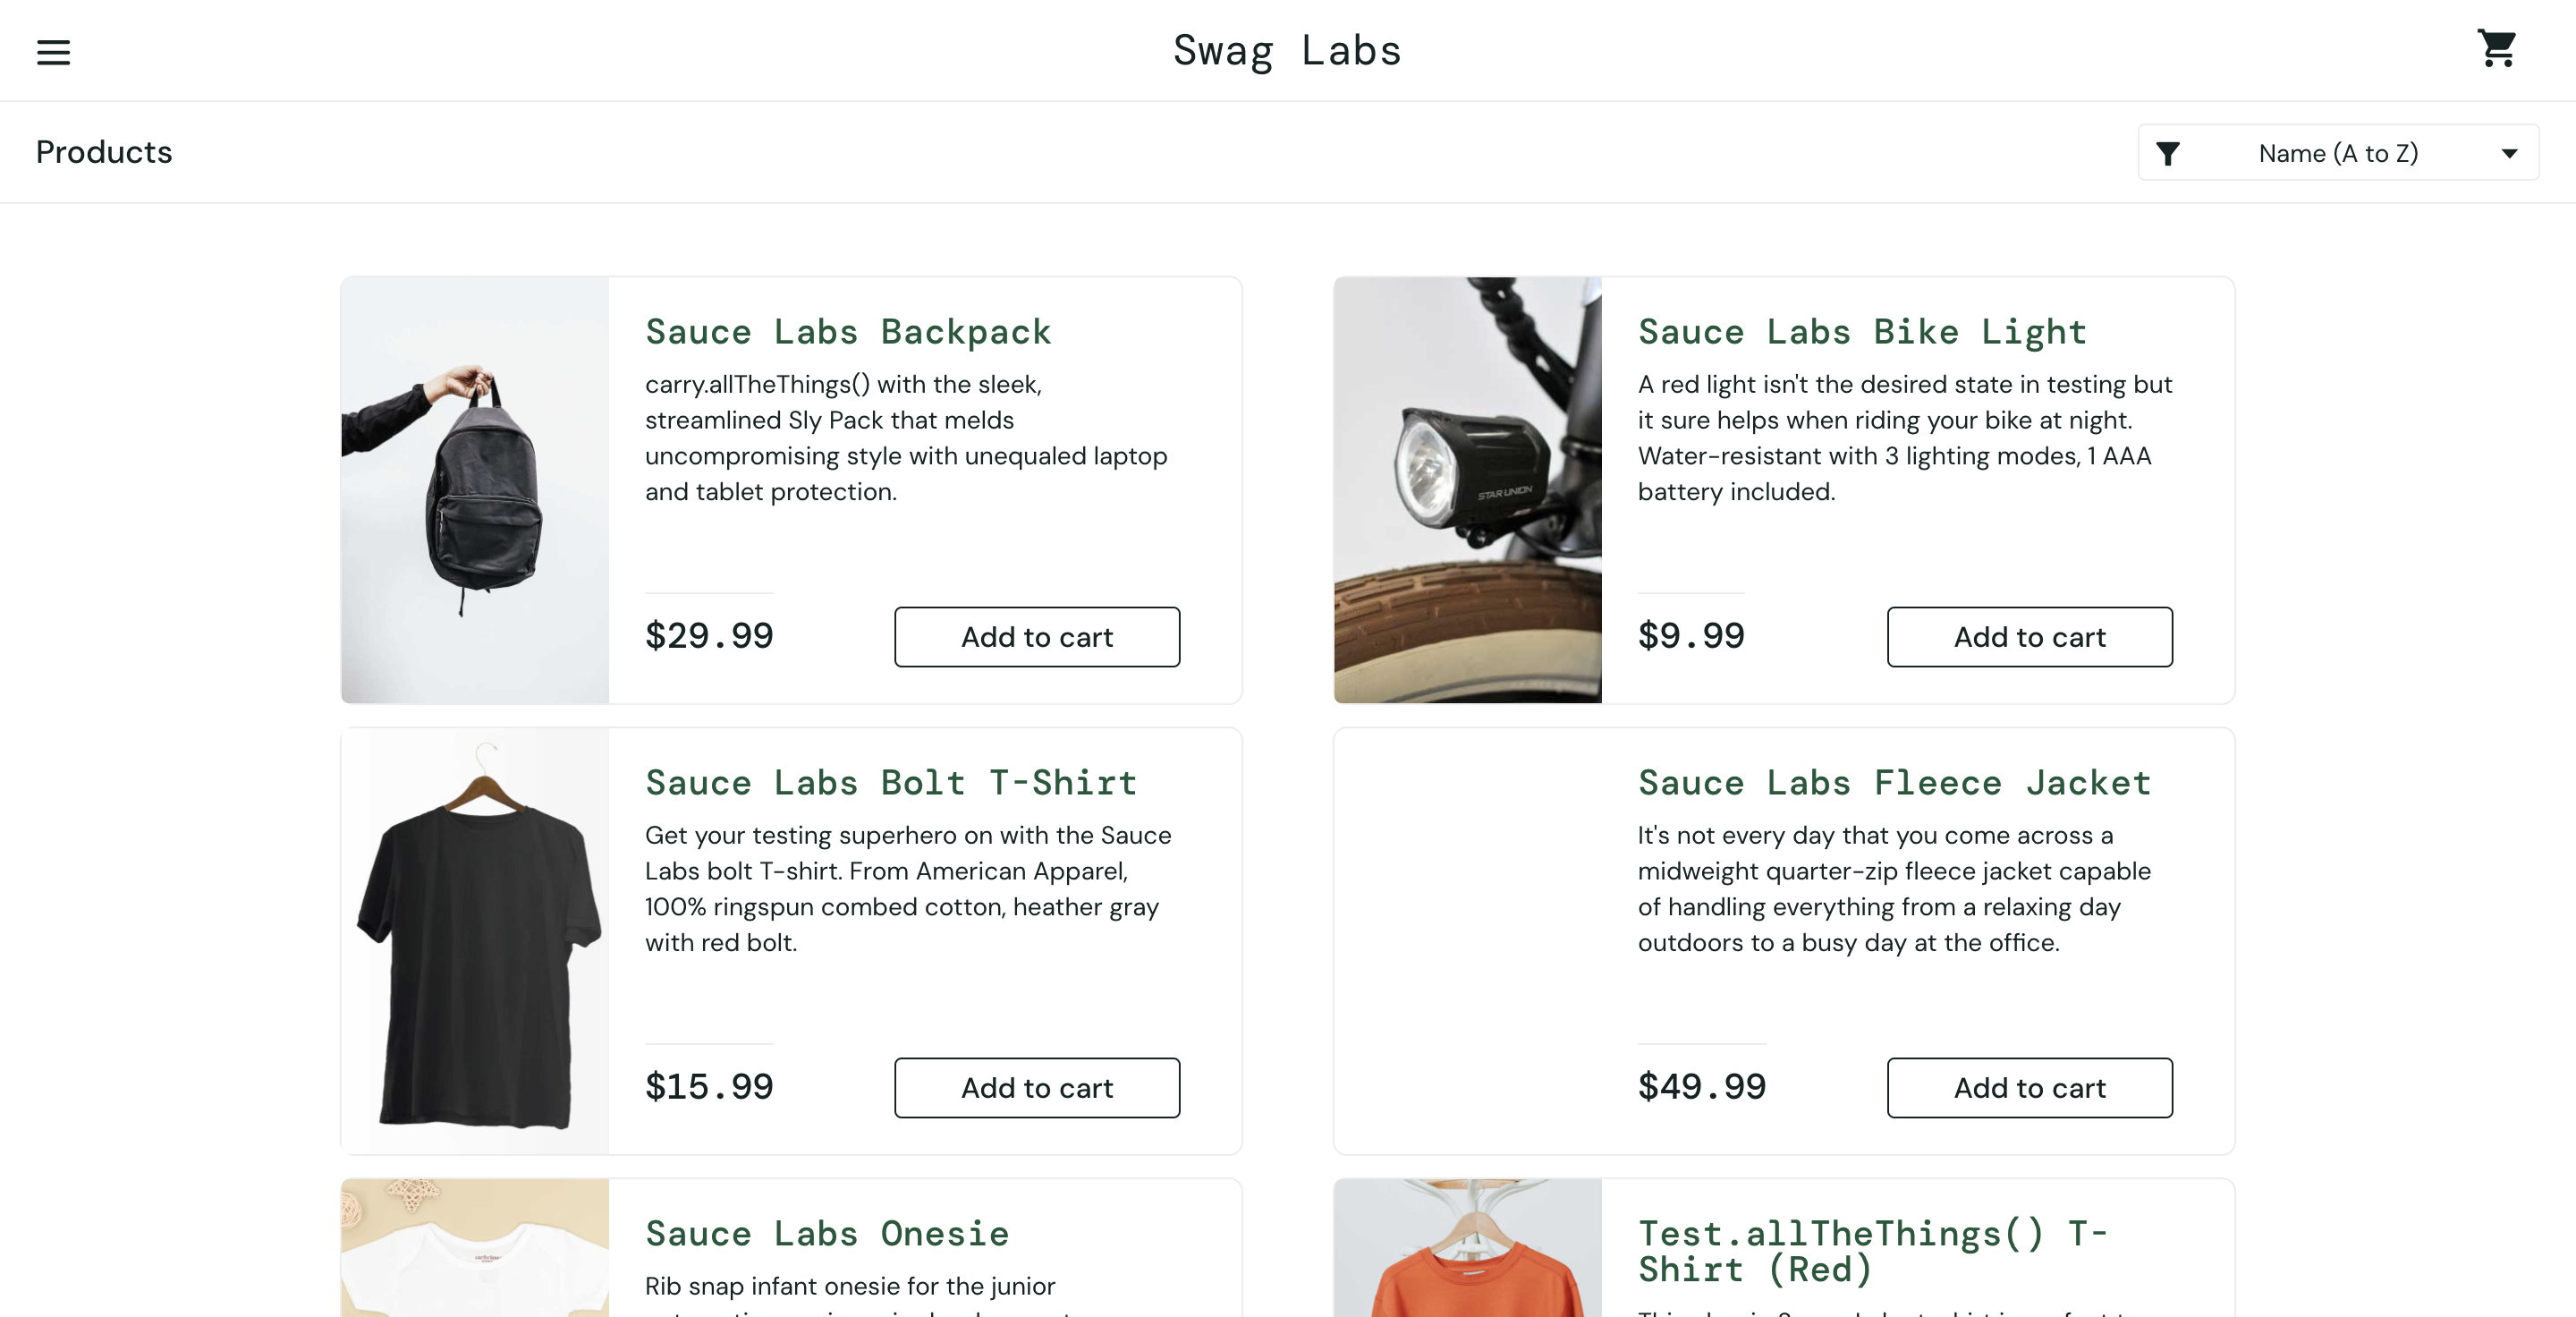 Swag Labs
Products
Name (A to Z)
Sauce Labs Backpack
carry.allTheThings() with the sleek,
streamlined Sly Pack that melds
uncompromising style with unequaled laptop
and tablet protection.
$29.99
Add to cart
STAR UNION
Sauce Labs Bike Light
A red light isn't the desired state in testing but
it sure helps when riding your bike at night.
Water-resistant with 3 lighting modes, 1 AAA
battery included.
$9.99
Add to cart
Sauce Labs Bolt T-Shirt
Get your testing superhero on with the Sauce
Labs bolt T-shirt. From American Apparel,
100% ringspun combed cotton, heather gray
with red bolt.
$15.99
Add to cart
Sauce Labs Fleece Jacket
It's not every day that you come across a
midweight quarter-zip fleece jacket capable
of handling everything from a relaxing day
outdoors to a busy day at the office.
$49.99
Add to cart
Sauce Labs Onesie
Rib snap infant onesie for the junior
Test.allTheThings() T-
Shirt (Red)